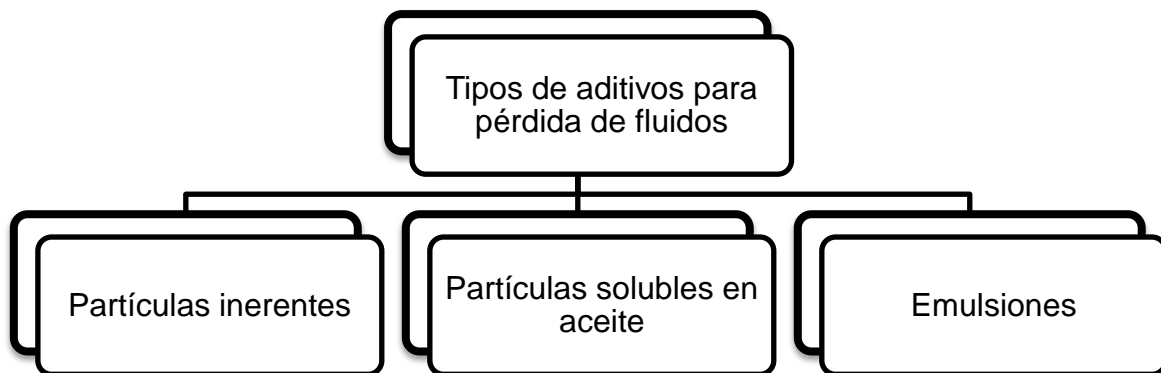 Tipos de aditivos para
pérdida de fluidos
Partículas inerentes
Partículas solubles en
aceite
Emulsiones